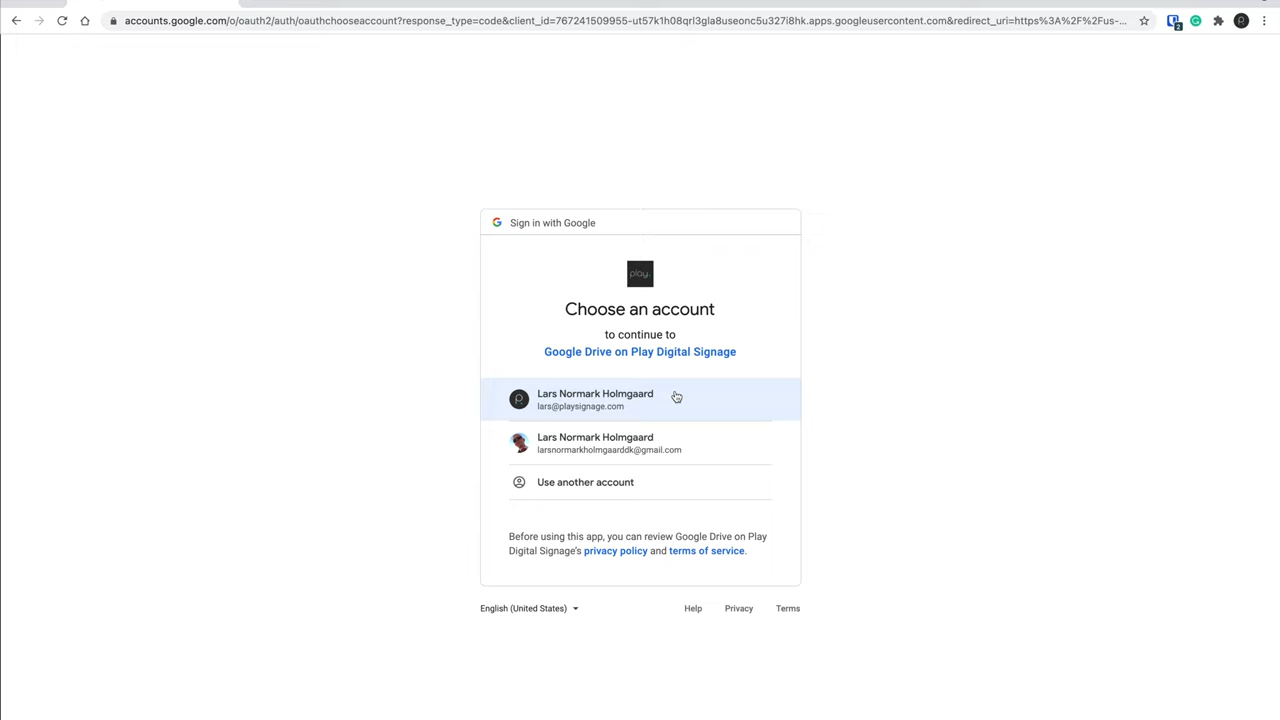 accounts.google.com/o/oauth2/auth/oauthchooseaccount?response_type=code&client_id=767241509955-ut57k1h08qrl3gla8useonc5u327i8hk.apps.googleusercontent.com&redirect_uri=https%3A%2F%2Fus-...
2
Sign in with Google
play.
Choose an account
to continue to
Google Drive on Play Digital Signage
Lars Normark Holmgaard
lars@playsignage.com
Lars Normark Holmgaard
larsnormarkholmgaarddk@gmail.com
Use another account
Before using this app, you can review Google Drive on Play
Digital Signage's privacy policy and terms of service.
English (United States)
Help Privacy Terms